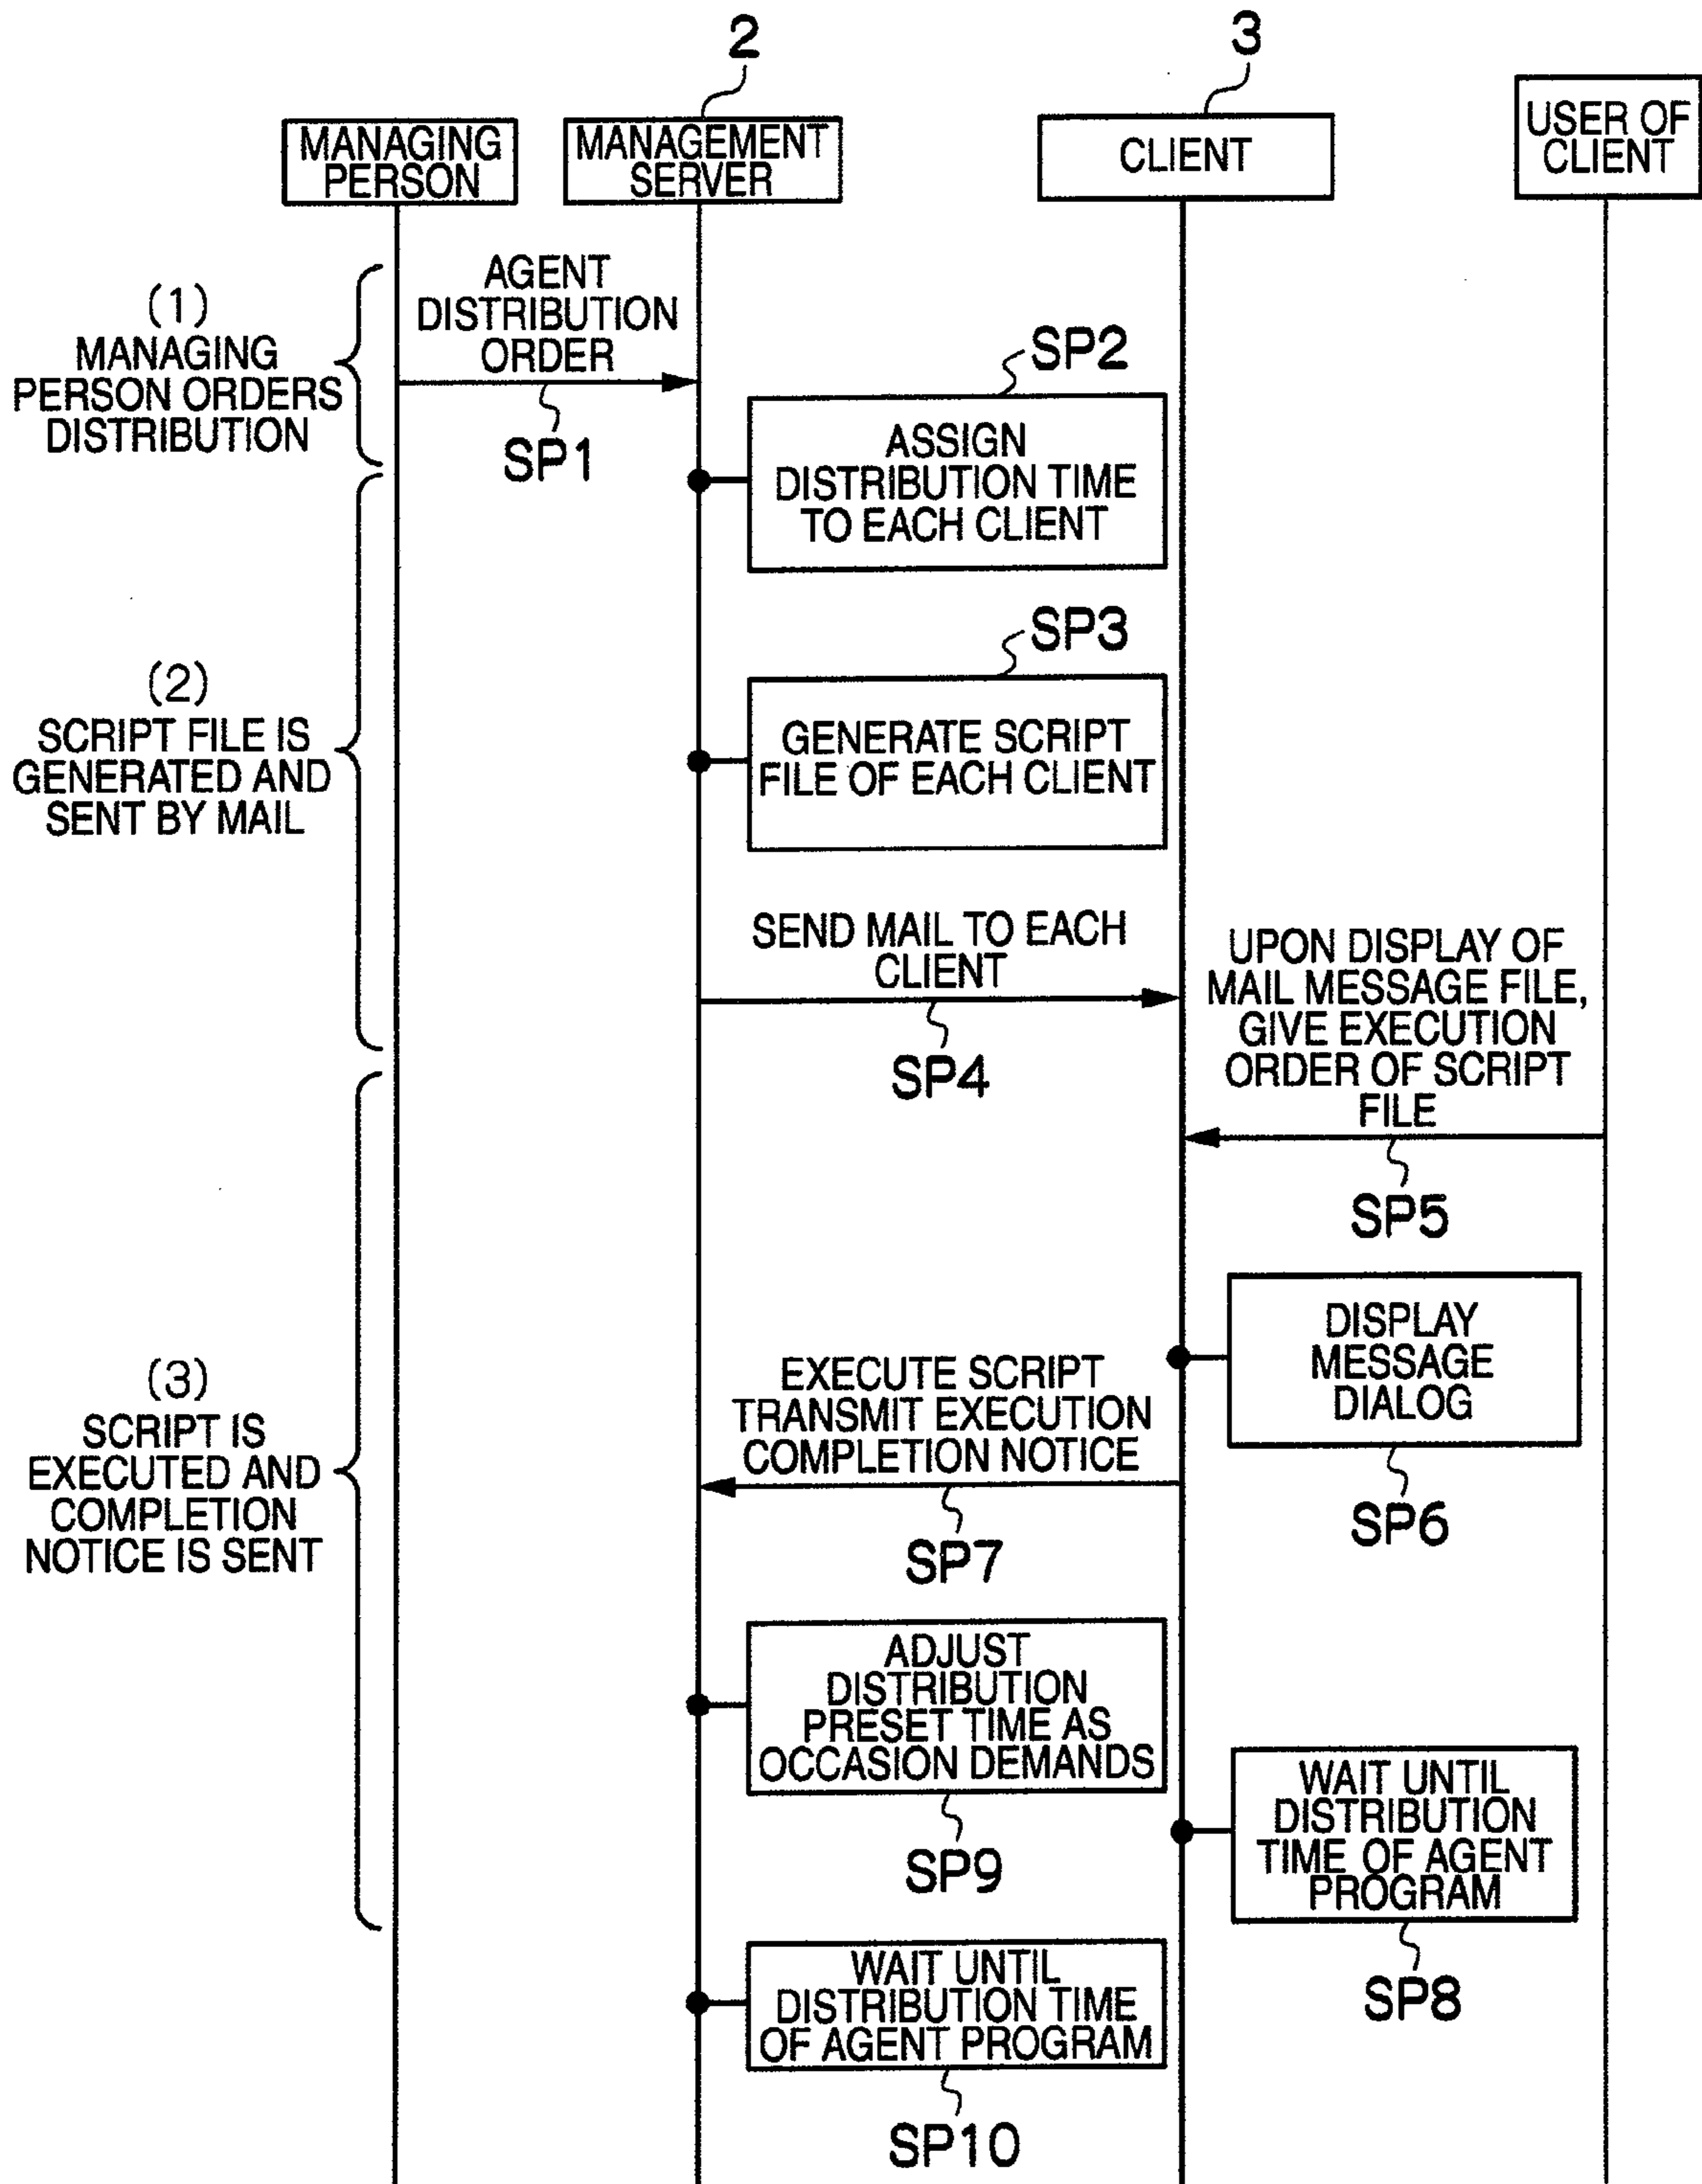 2
3
MANAGING
PERSON
MANAGEMENT
SERVER
CLIENT
USER OF
CLIENT
(1)
MANAGING
PERSON ORDERS
DISTRIBUTION
AGENT
DISTRIBUTION
ORDER
SP1
SP2
ASSIGN
DISTRIBUTION TIME
TO EACH CLIENT
(2)
SCRIPT FILE IS
GENERATED AND
SENT BY MAIL
SP3
GENERATE SCRIPT
FILE OF EACH CLIENT
SEND MAIL TO EACH
CLIENT
SP4
UPON DISPLAY OF
MAIL MESSAGE FILE,
GIVE EXECUTION
ORDER OF SCRIPT
FILE
SP5
(3)
SCRIPT IS
EXECUTED AND
COMPLETION
NOTICE IS SENT
DISPLAY
MESSAGE
DIALOG
SP6
EXECUTE SCRIPT
TRANSMIT EXECUTION
COMPLETION NOTICE
SP7
ADJUST
DISTRIBUTION
PRESET TIME AS
OCCASION DEMANDS
SP9
WAIT UNTIL
DISTRIBUTION
TIME OF AGENT
PROGRAM
SP8
WAIT UNTIL
DISTRIBUTION TIME
OF AGENT PROGRAM
SP10